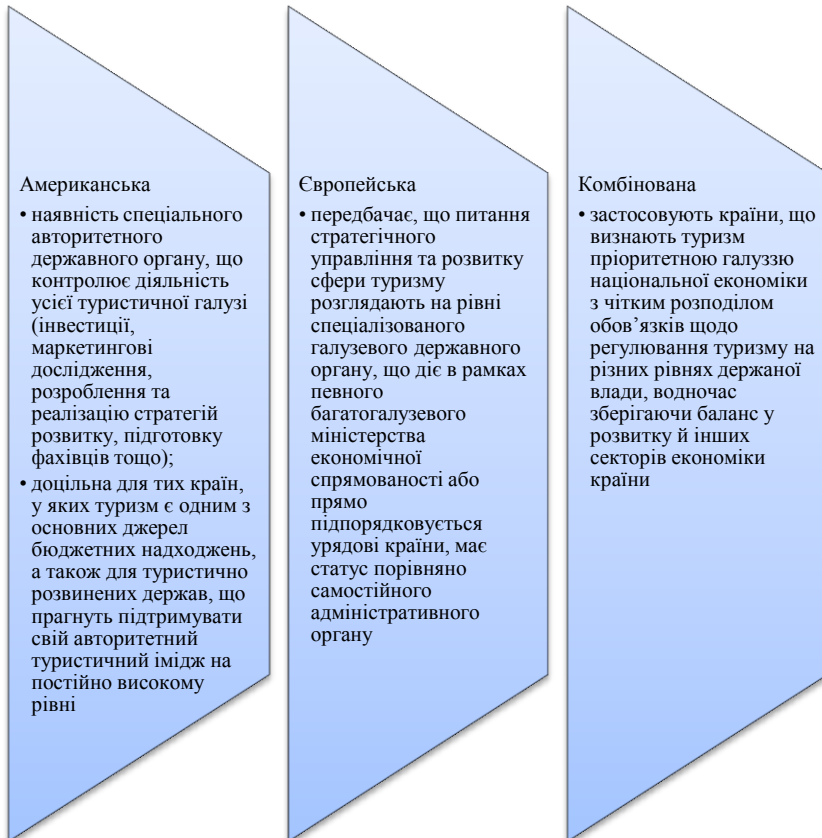 Американська
• наявність спеціального
авторитетного
державного органу, що
контролює діяльність
усієї туристичної галузі
(інвестиції,
маркетингові
дослідження,
розроблення та
реалізацію стратегій
розвитку, підготовку
фахівців тощо);
• доцільна для тих країн,
у яких туризм є одним з
основних джерел
бюджетних надходжень,
а також для туристично
розвинених держав, що
прагнуть підтримувати
свій авторитетний
туристичний імідж на
постійно високому
рівні
Європейська
• передбачає, що питання
стратегічного
управління та розвитку
сфери туризму
розглядають на рівні
спеціалізованого
галузевого державного
органу, що діє в рамках
певного
багатогалузевого
міністерства
економічної
спрямованості або
прямо
підпорядковується
урядові країни, має
статус порівняно
самостійного
адміністративного
органу
Комбінована
• застосовують країни, що
визнають туризм
пріоритетною галуззю
національної економіки
з чітким розподілом
обов’язків щодо
регулювання туризму на
різних рівнях держаної
влади, водночас
зберігаючи баланс у
розвитку й інших
секторів економіки
країни